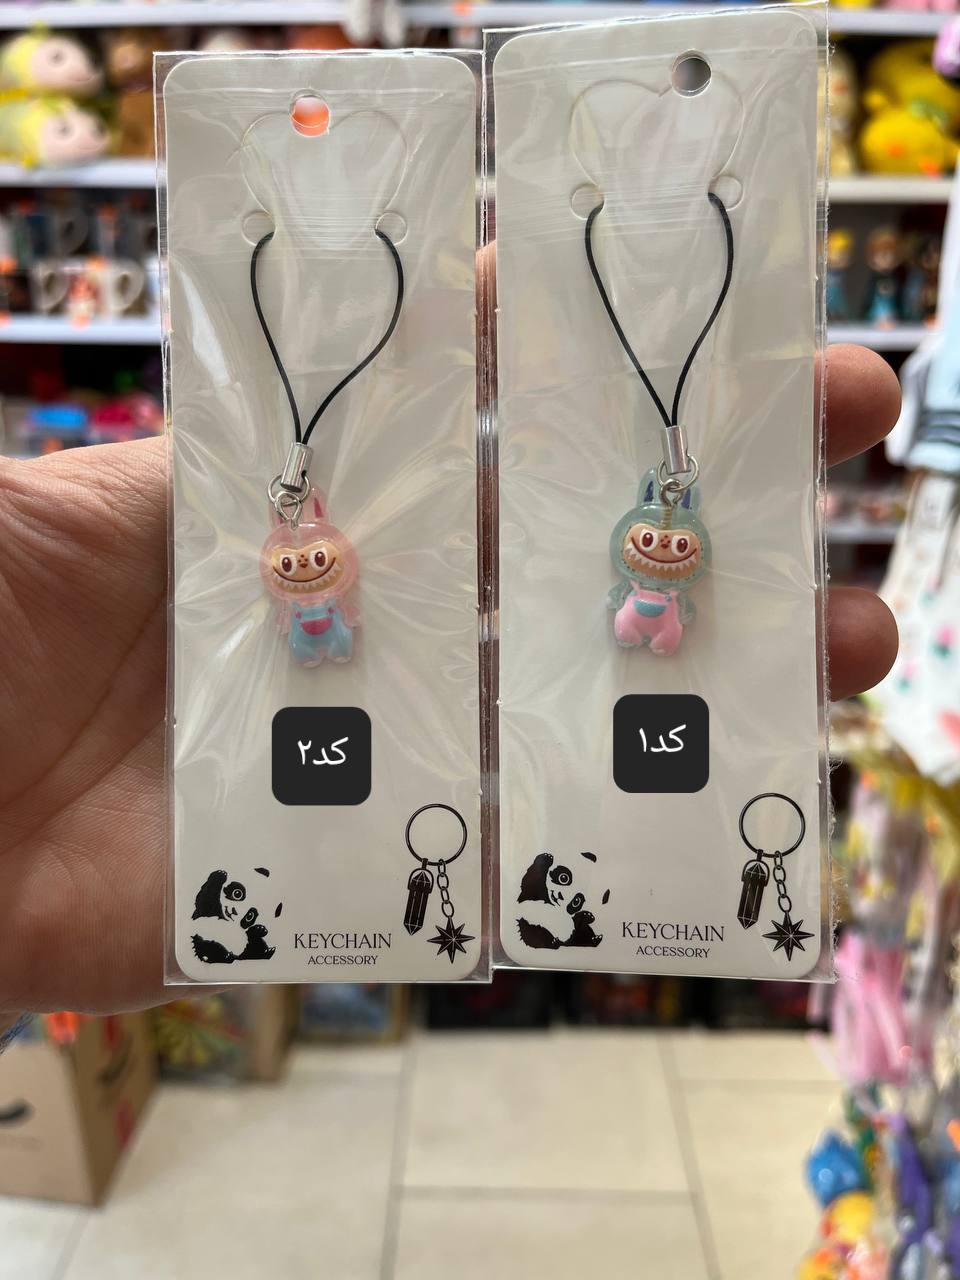 کد۲
KEYCHAIN
ACCESSORY
کد۱
KEYCHAIN
ACCESSORY